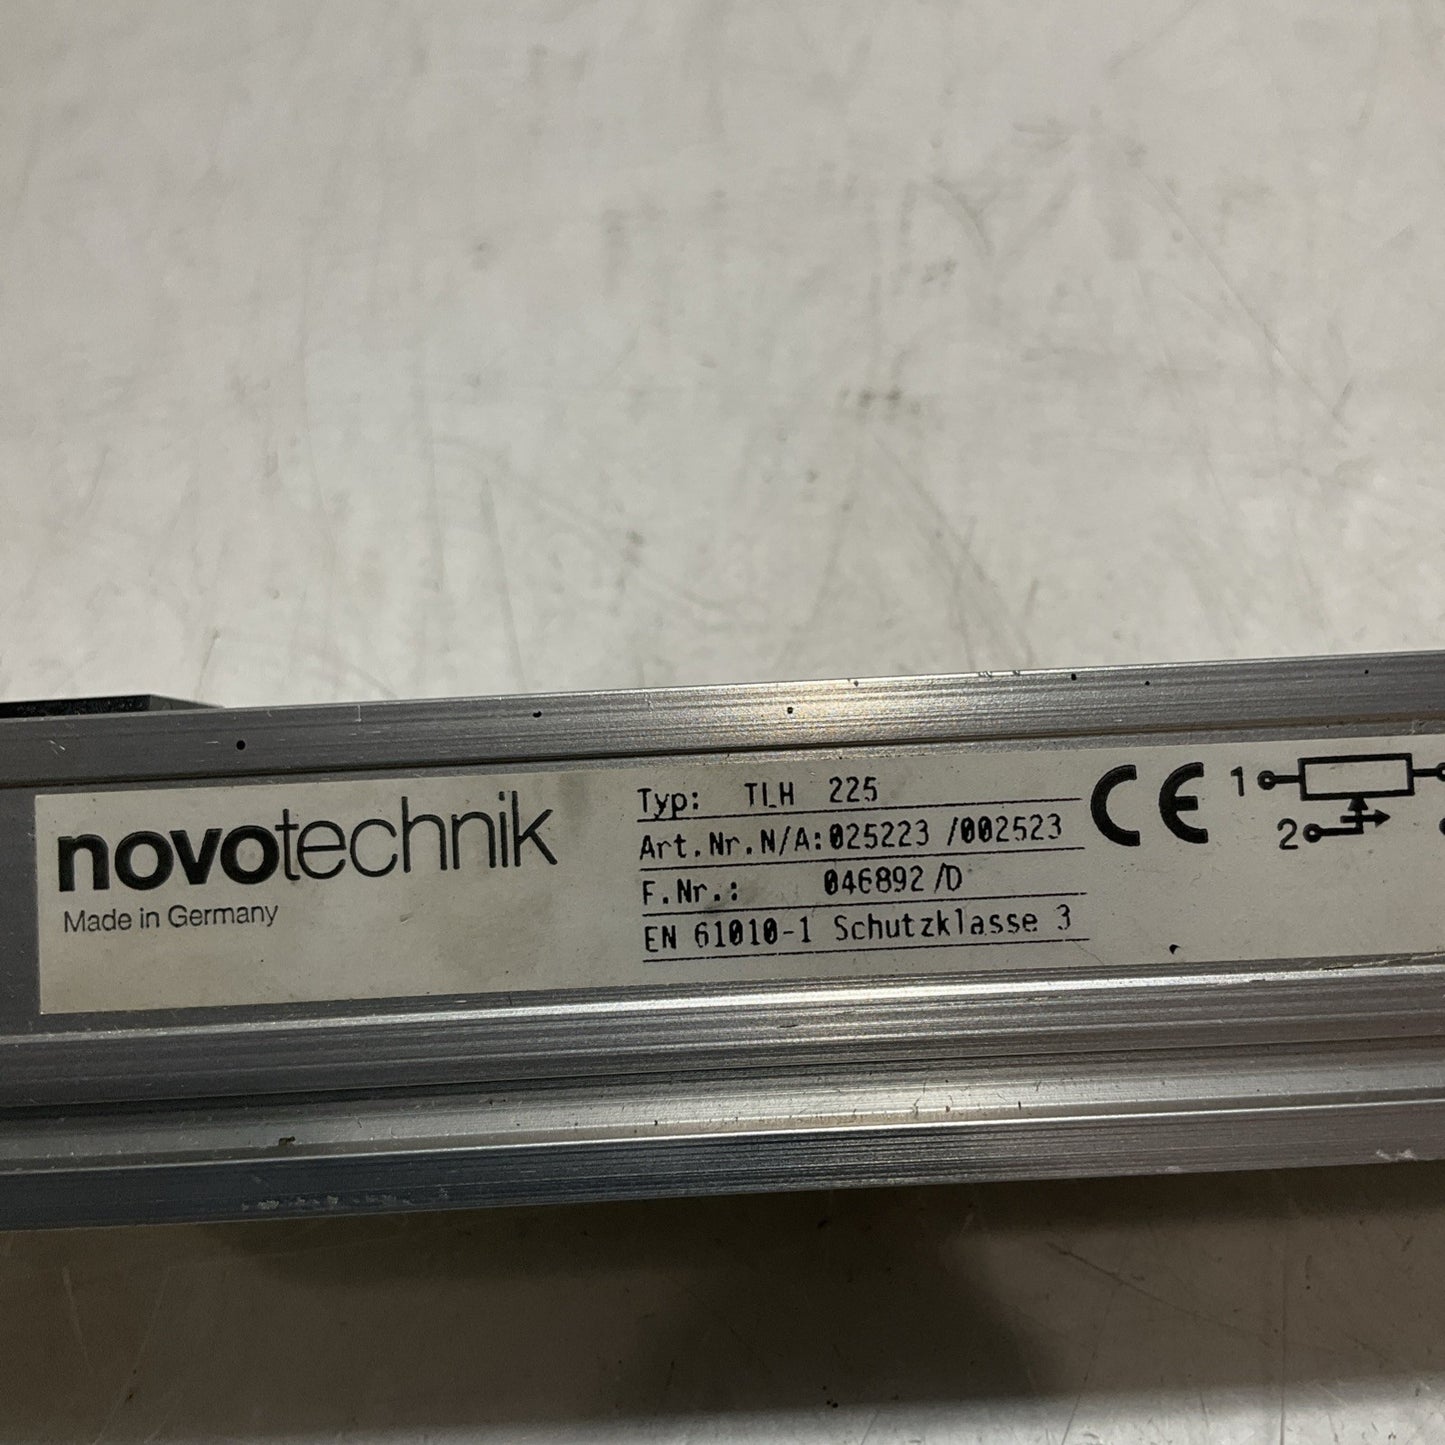 novotechnik
Made in Germany
Typ: TLH 225
Art.Nr.N/A:025223 /002523
F.Nr.: 046892 /D
EN 61010-1 Schutzklasse 3
CE
1
2